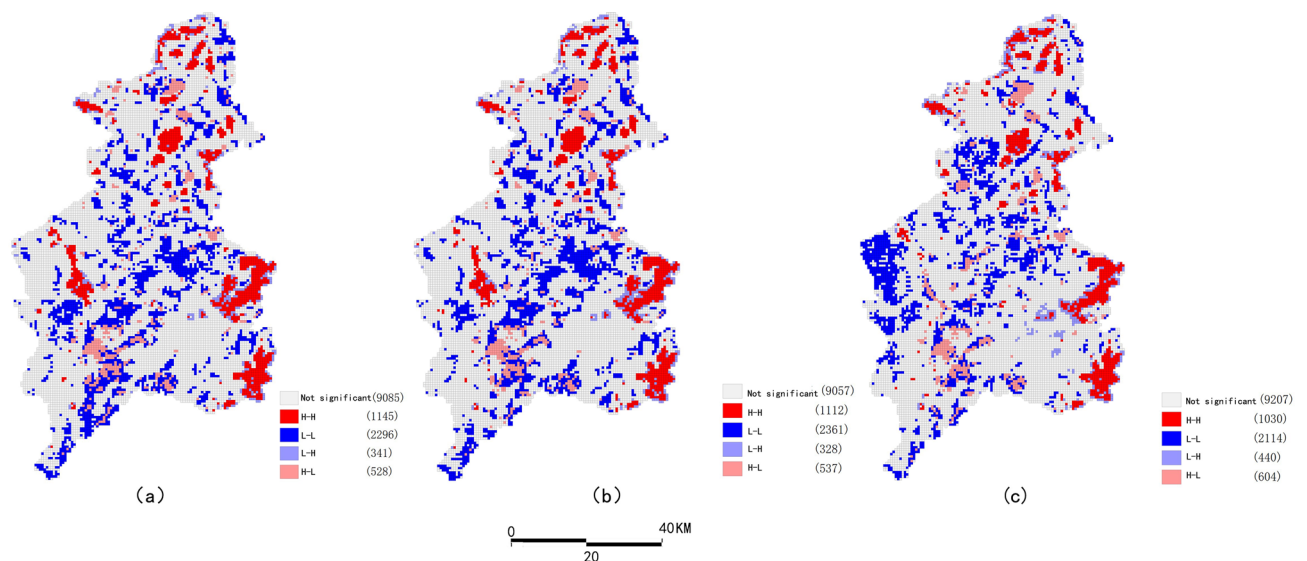 Not significant(9085)
H-H (1145)
L-L (2296)
L-H (341)
H-L (528)
(a)
Not significant(9057)
H-H (1112)
L-L (2361)
L-H (328)
H-L (537)
(b)
Not significant(9207)
H-H (1030)
L-L (2114)
L-H (440)
H-L (604)
(c)
0 40KM
20